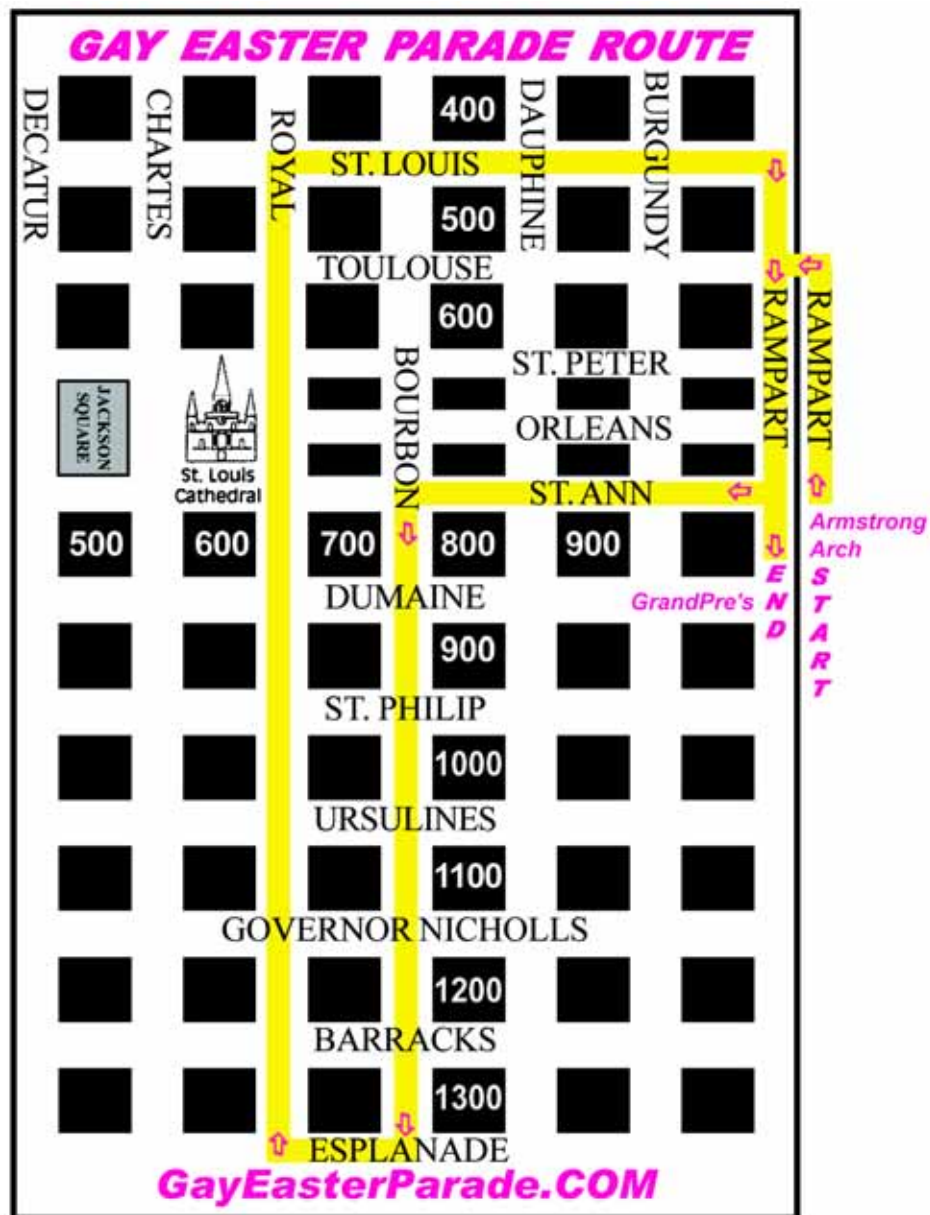 GAY EASTER PARADE ROUTE
DECATUR
CHARTES
ROYAL
400
DAUPHINE
BURGUNDY
ST. LOUIS
500
TOULOUSE
600
RAMPART
RAMPART
BOURBON
ST. PETER
JACKSON
SQUARE
ORLEANS
St. Louis
Cathedral
ST. ANN
Armstrong
Arch
500
600
700
800
900
END
START
DUMAINE
GrandPre's
900
ST. PHILIP
1000
URSULINES
1100
GOVERNOR NICHOLLS
1200
BARRACKS
1300
ESPLANADE
GayEasterParade.COM